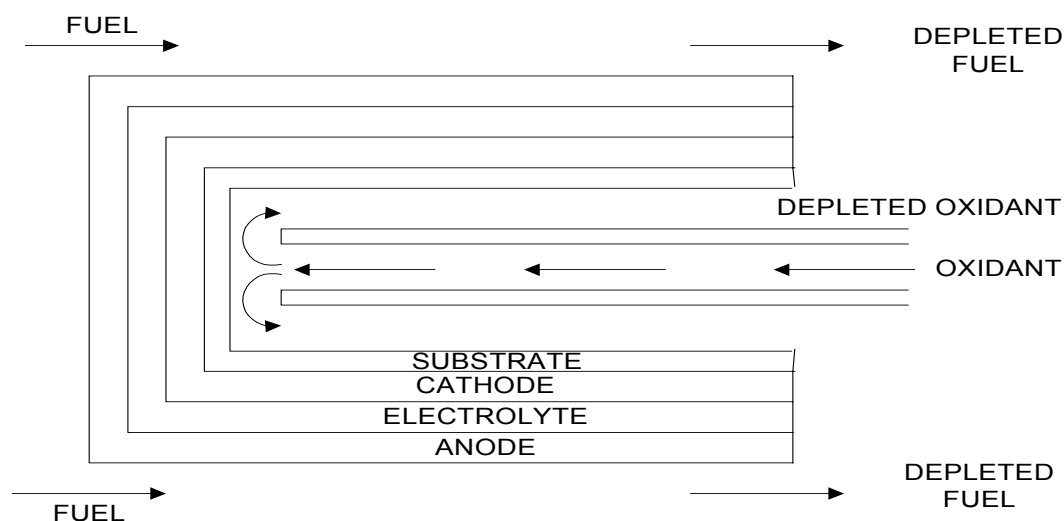 FUEL
DEPLETED
FUEL
DEPLETED OXIDANT
OXIDANT
SUBSTRATE
CATHODE
ELECTROLYTE
ANODE
FUEL
DEPLETED
FUEL